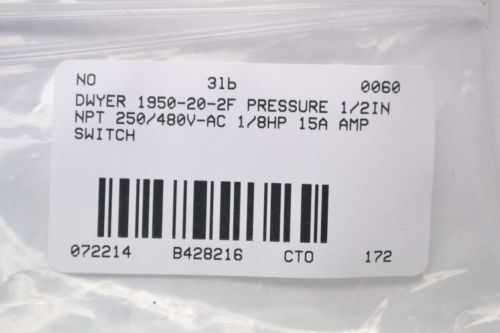 NO 3lb 0060
DWYER 1950-20-2F PRESSURE 1/2IN
NPT 250/480V-AC 1/8HP 15A AMP
SWITCH
072214 B428216 CTO 172